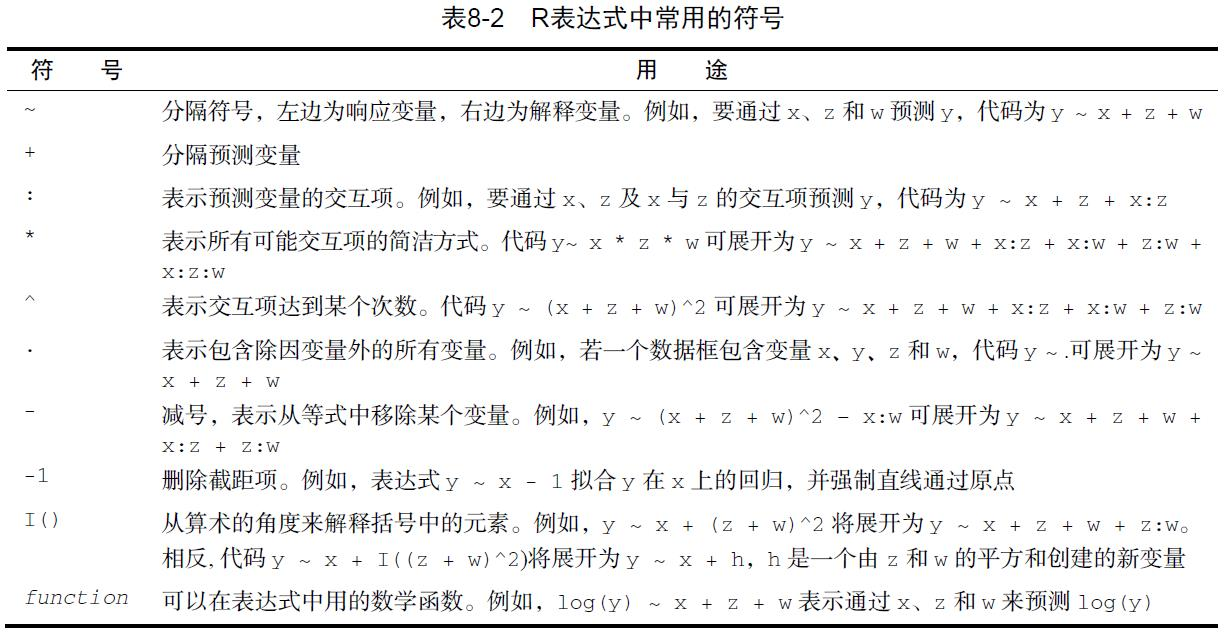 表8-2 R表达式中常用的符号
符 号 用 途
~ 分隔符号，左边为响应变量，右边为解释变量。例如，要通过 x、z 和 w 预测 y，代码为 y ~ x + z + w
+ 分隔预测变量
: 表示预测变量的交互项。例如，要通过 x、z 及 x 与 z 的交互项预测 y，代码为 y ~ x + z + x:z
* 表示所有可能交互项的简洁方式。代码 y~ x * z * w 可展开为 y ~ x + z + w + x:z + x:w + z:w +
x:z:w
^ 表示交互项达到某个次数。代码 y ~ (x + z + w)^2 可展开为 y ~ x + z + w + x:z + x:w + z:w
. 表示包含除因变量外的所有变量。例如，若一个数据框包含变量 x、y、z 和 w，代码 y ~ .可展开为 y ~
x + z + w
- 减号，表示从等式中移除某个变量。例如，y ~ (x + z + w)^2 – x:w 可展开为 y ~ x + z + w +
x:z + z:w
-1 删除截距项。例如，表达式 y ~ x - 1 拟合 y 在 x 上的回归，并强制直线通过原点
I() 从算术的角度来解释括号中的元素。例如，y ~ x + (z + w)^2 将展开为 y ~ x + z + w + z:w。
相反, 代码 y ~ x + I((z + w)^2)将展开为 y ~ x + h，h 是一个由 z 和 w 的平方和创建的新变量
function 可以在表达式中用的数学函数。例如，log(y) ~ x + z + w 表示通过 x、z 和 w 来预测 log(y)